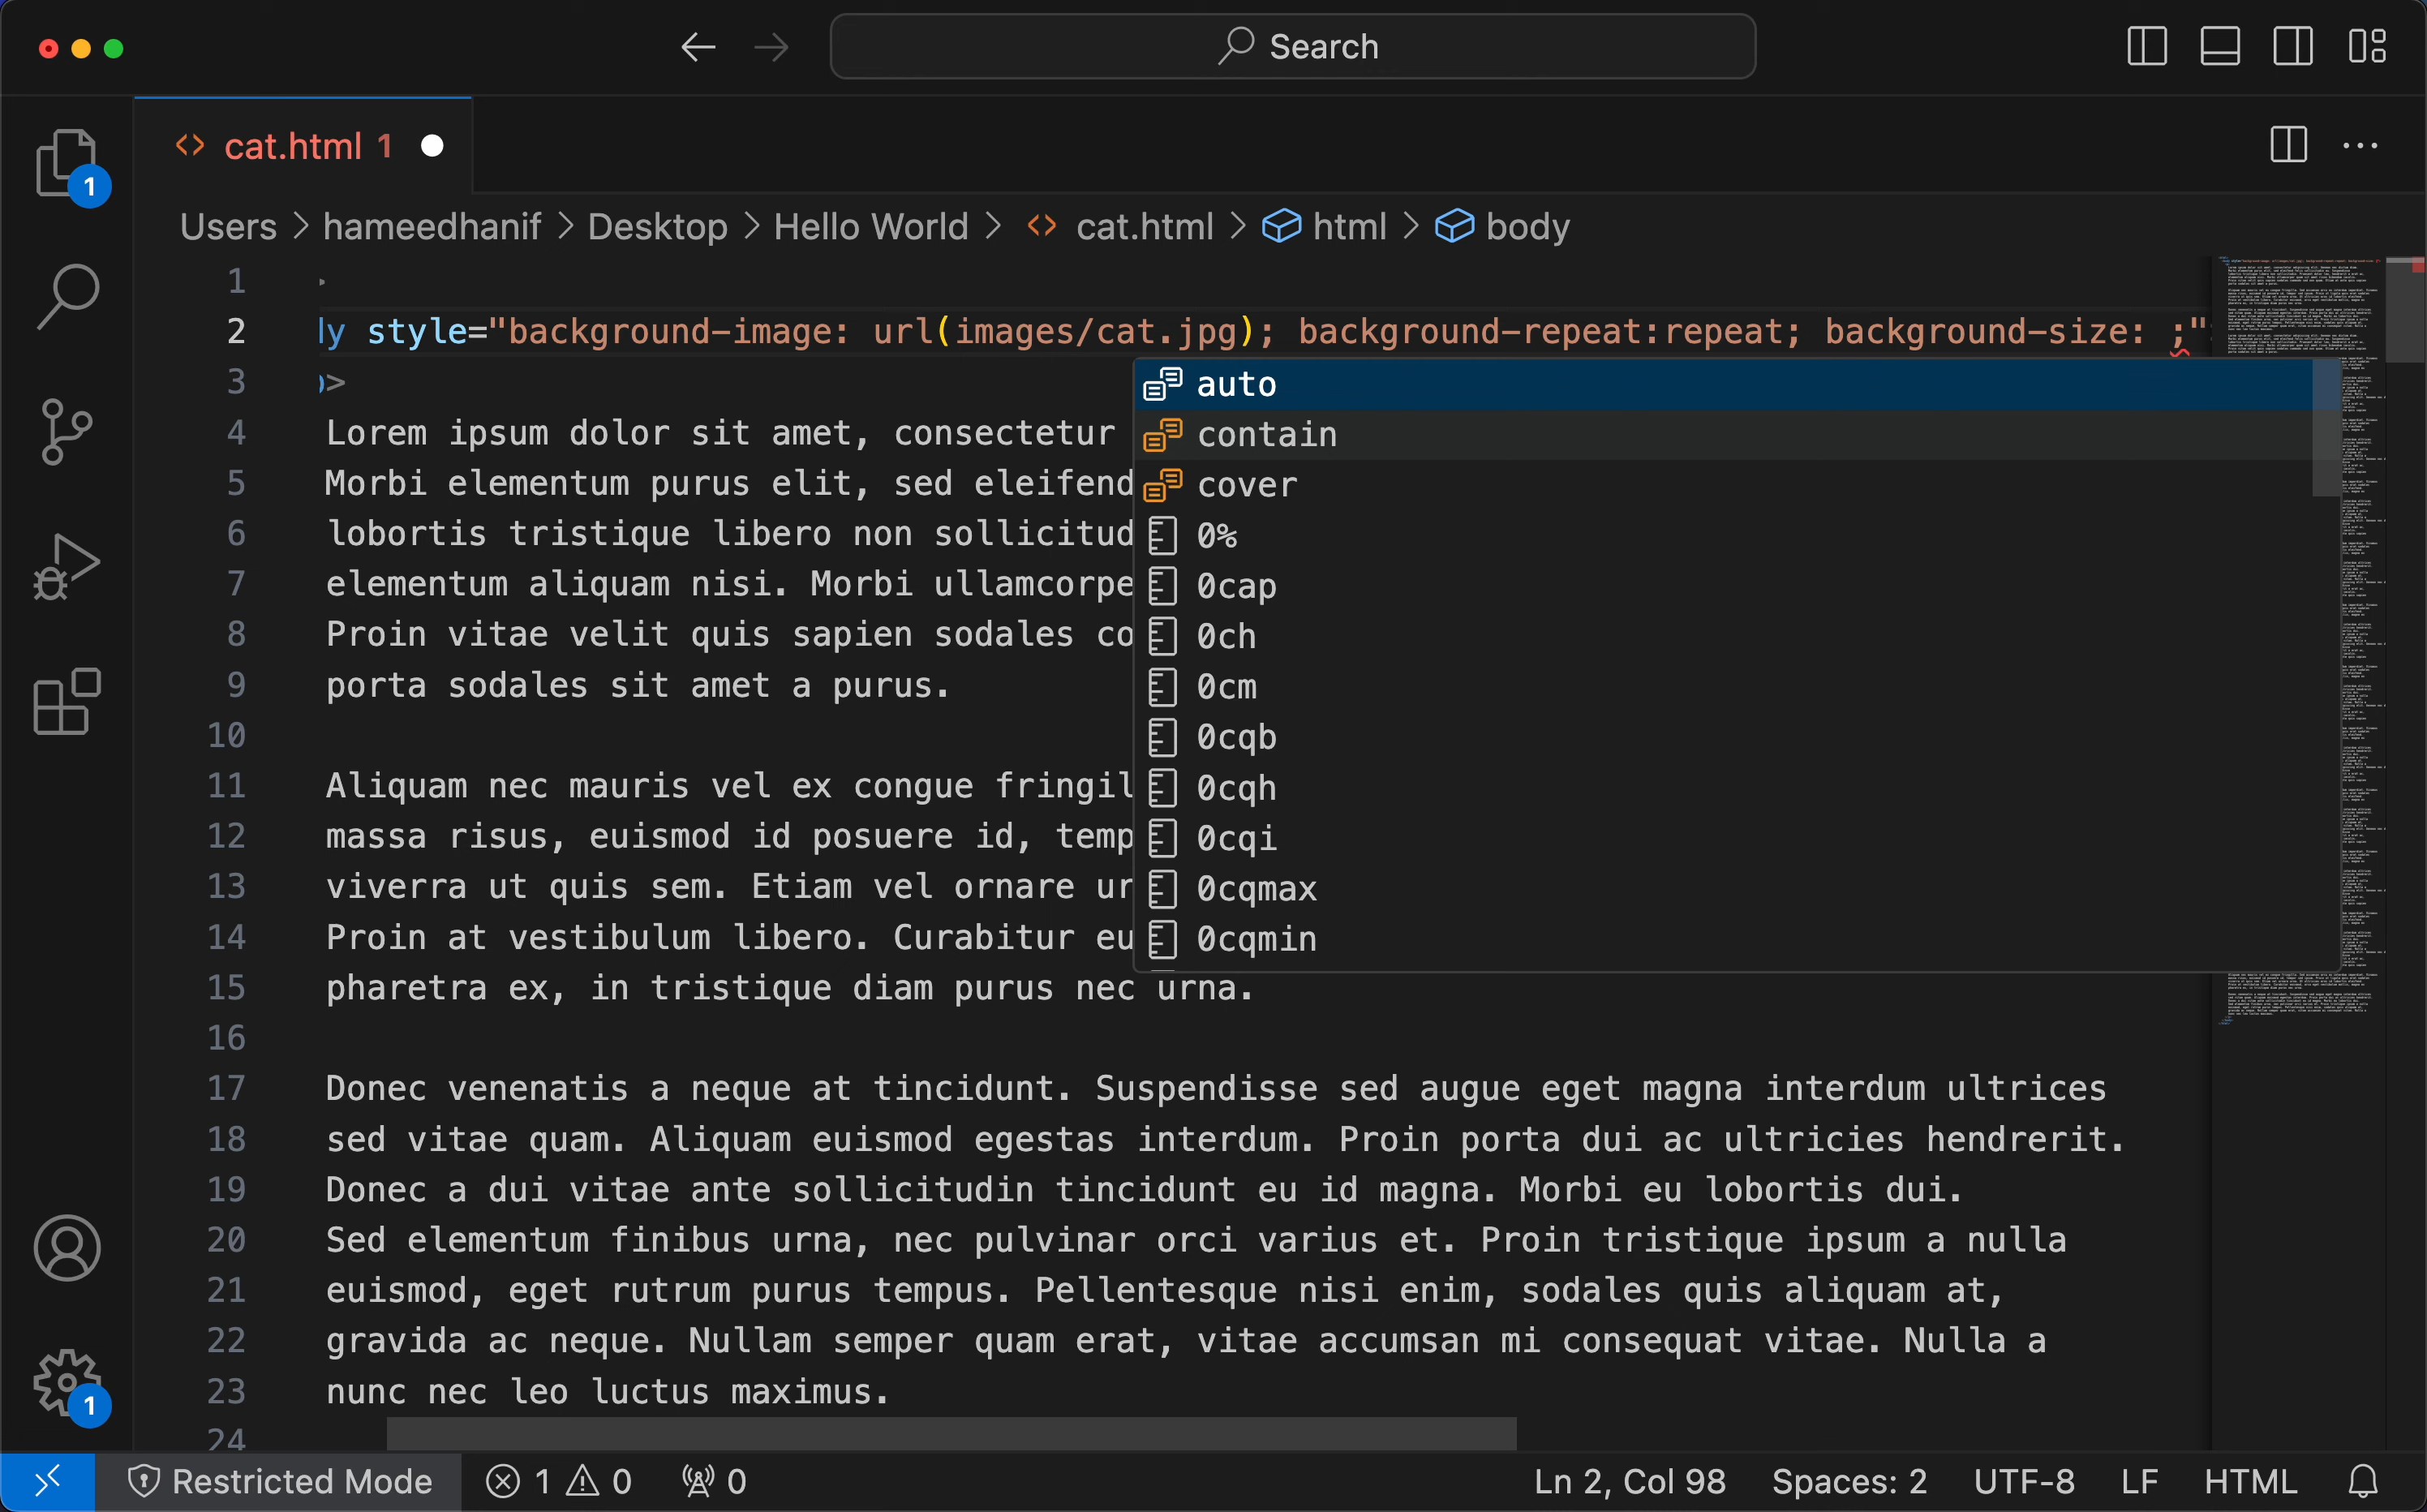 Search
cat.html 1
1
Users > hameedhanif > Desktop > Hello World > cat.html > html > body
1
2 dy style="background-image: url(images/cat.jpg); background-repeat:repeat; background-size: ;"
3 >
4 Lorem ipsum dolor sit amet, consectetur
5 Morbi elementum purus elit, sed eleifend
6 lobortis tristique libero non sollicitud
7 elementum aliquam nisi. Morbi ullamcorpe
8 Proin vitae velit quis sapien sodales co
9 porta sodales sit amet a purus.
10
11 Aliquam nec mauris vel ex congue fringil
12 massa risus, euismod id posuere id, temp
13 viverra ut quis sem. Etiam vel ornare ur
14 Proin at vestibulum libero. Curabitur eu
15 pharetra ex, in tristique diam purus nec urna.
16
17 Donec venenatis a neque at tincidunt. Suspendisse sed augue eget magna interdum ultrices
18 sed vitae quam. Aliquam euismod egestas interdum. Proin porta dui ac ultricies hendrerit.
19 Donec a dui vitae ante sollicitudin tincidunt eu id magna. Morbi eu lobortis dui.
20 Sed elementum finibus urna, nec pulvinar orci varius et. Proin tristique ipsum a nulla
21 euismod, eget rutrum purus tempus. Pellentesque nisi enim, sodales quis aliquam at,
22 gravida ac neque. Nullam semper quam erat, vitae accumsan mi consequat vitae. Nulla a
23 nunc nec leo luctus maximus.
24
auto
contain
cover
0%
0cap
0ch
0cm
0cqb
0cqh
0cqi
0cqmax
0cqmin
1
Restricted Mode 1 0 0 Ln 2, Col 98 Spaces: 2 UTF-8 LF HTML